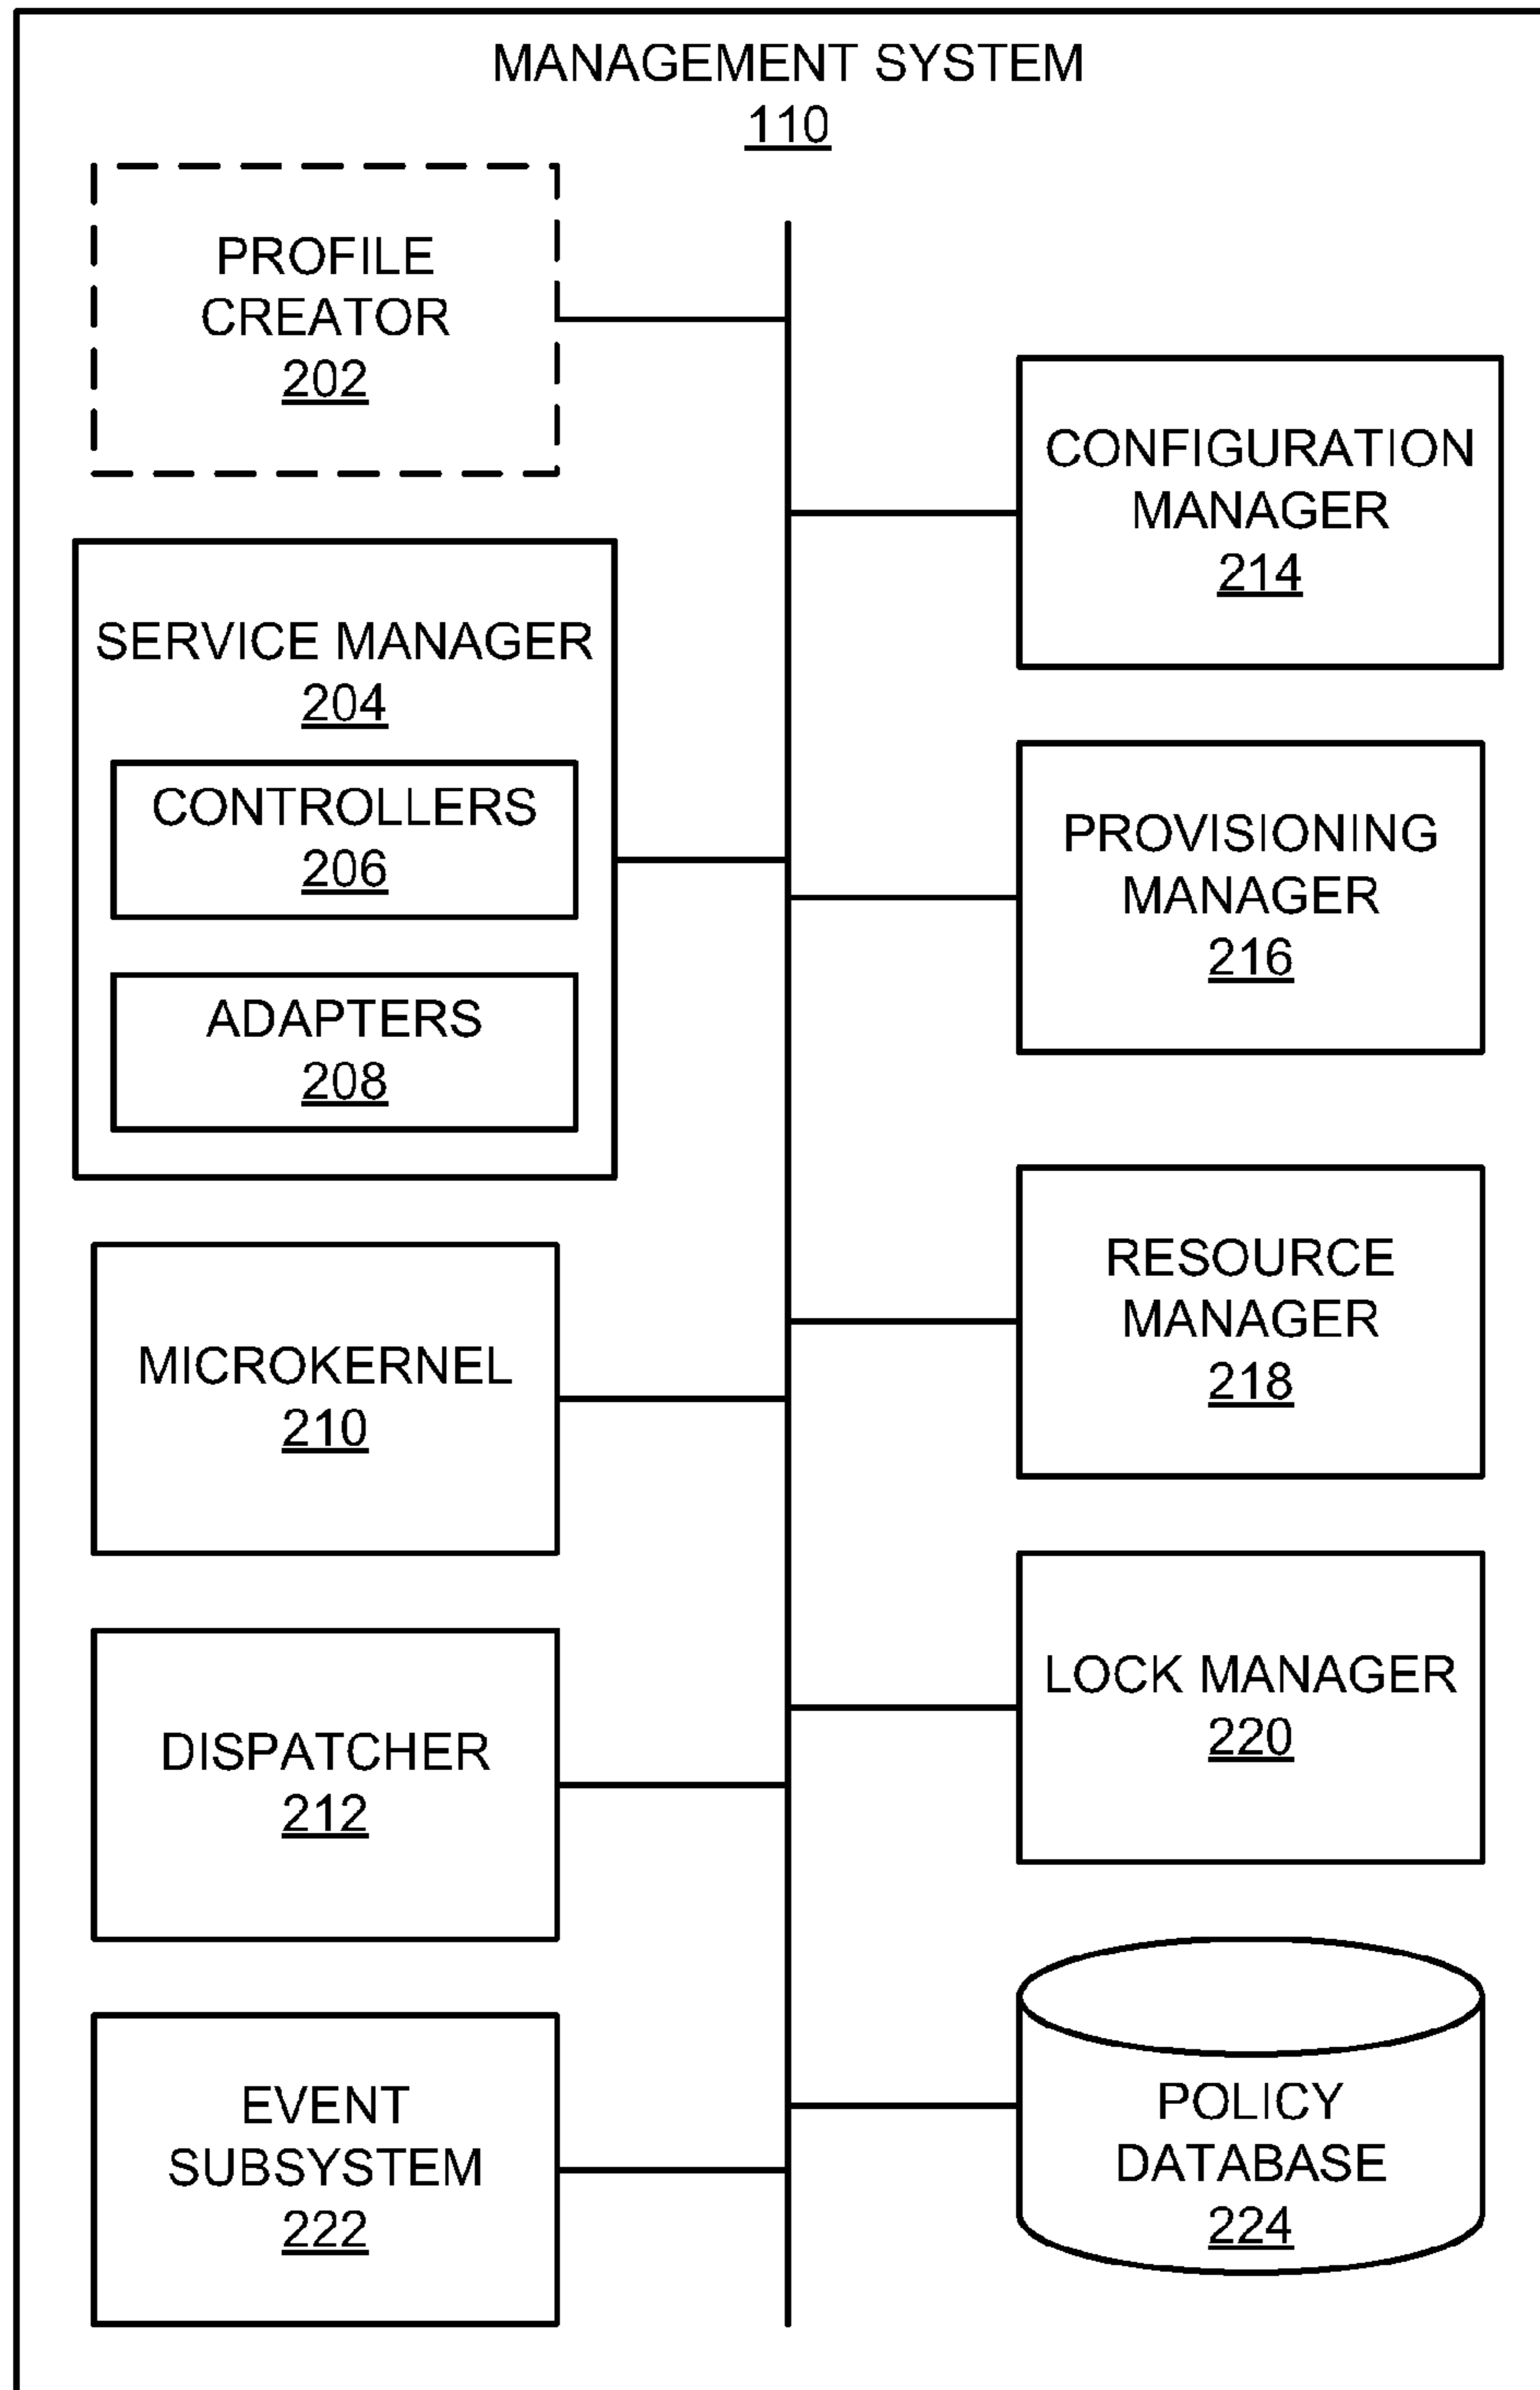 MANAGEMENT SYSTEM
110
PROFILE
CREATOR
202
SERVICE MANAGER
204
CONTROLLERS
206
ADAPTERS
208
MICROKERNEL
210
DISPATCHER
212
EVENT
SUBSYSTEM
222
CONFIGURATION
MANAGER
214
PROVISIONING
MANAGER
216
RESOURCE
MANAGER
218
LOCK MANAGER
220
POLICY
DATABASE
224